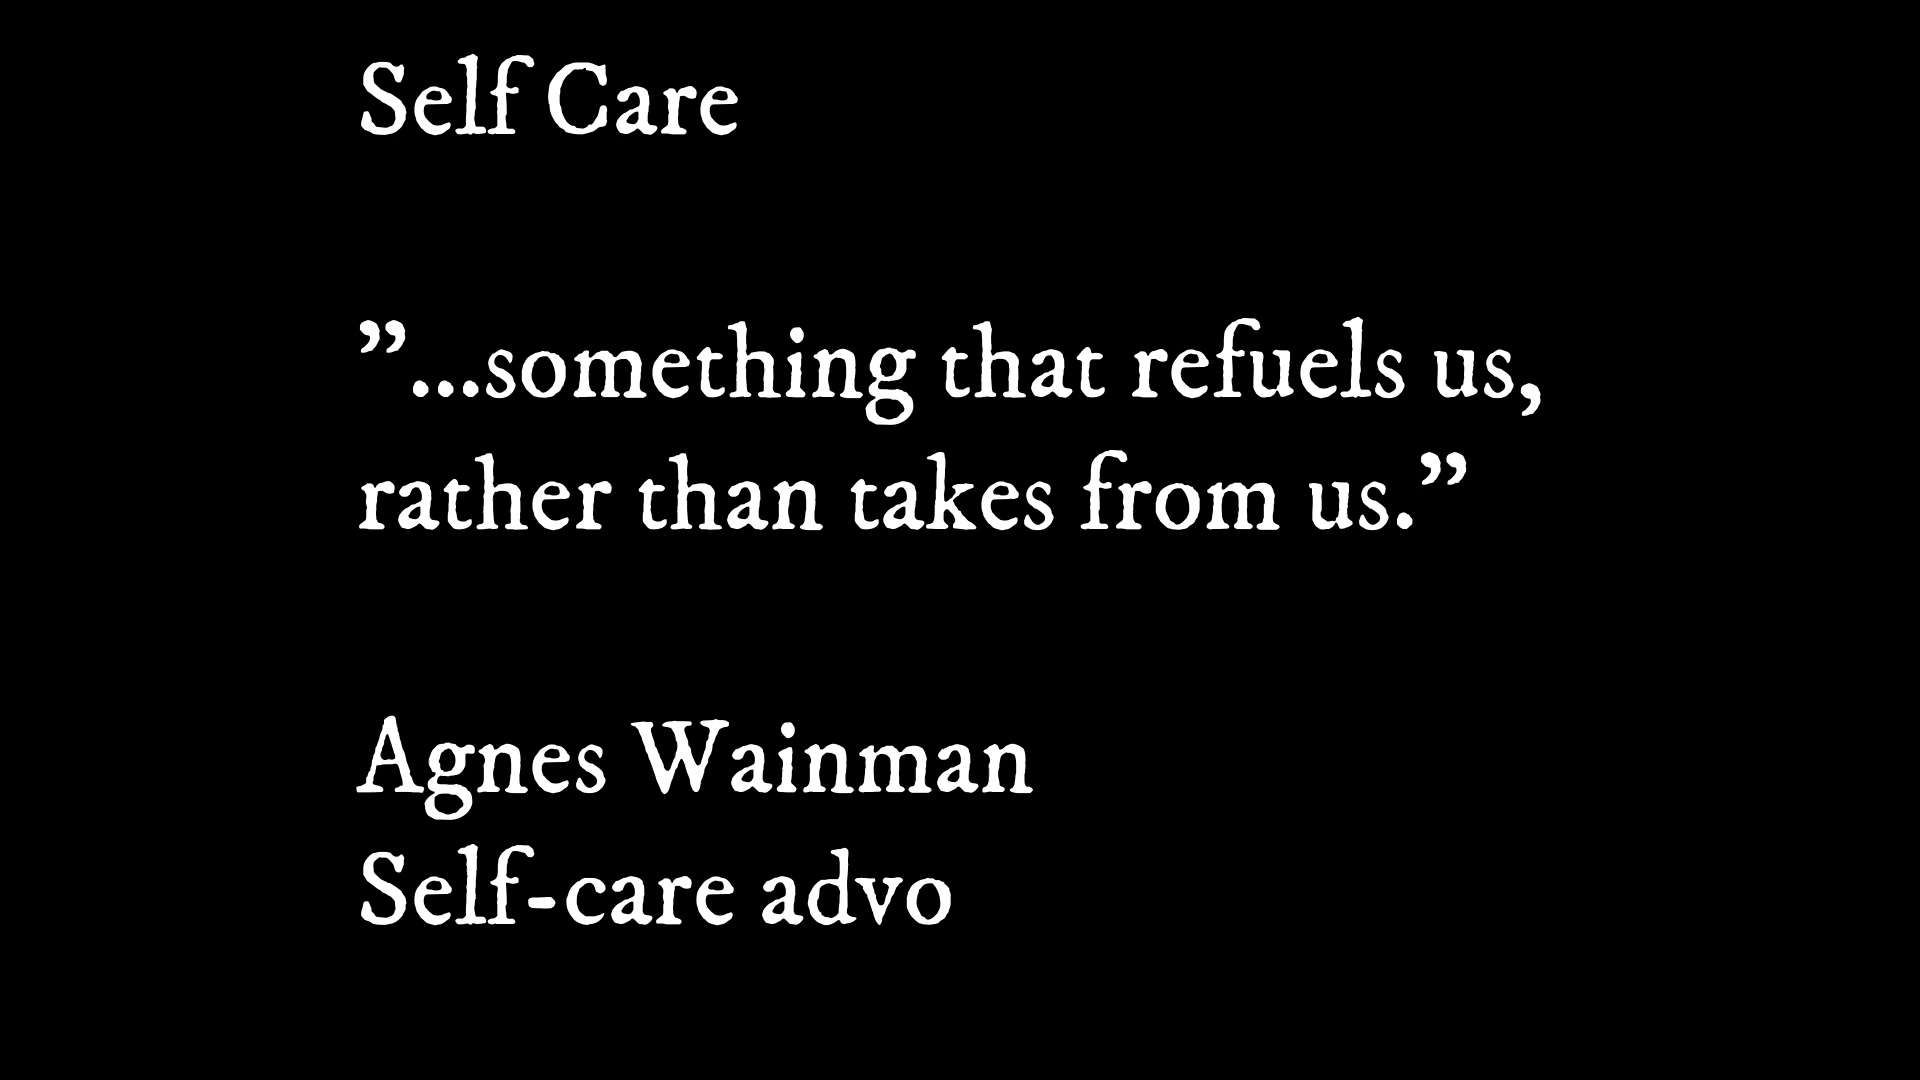 Self Care
”...something that refuels us,
rather than takes from us.”
Agnes Wainman
Self-care advo